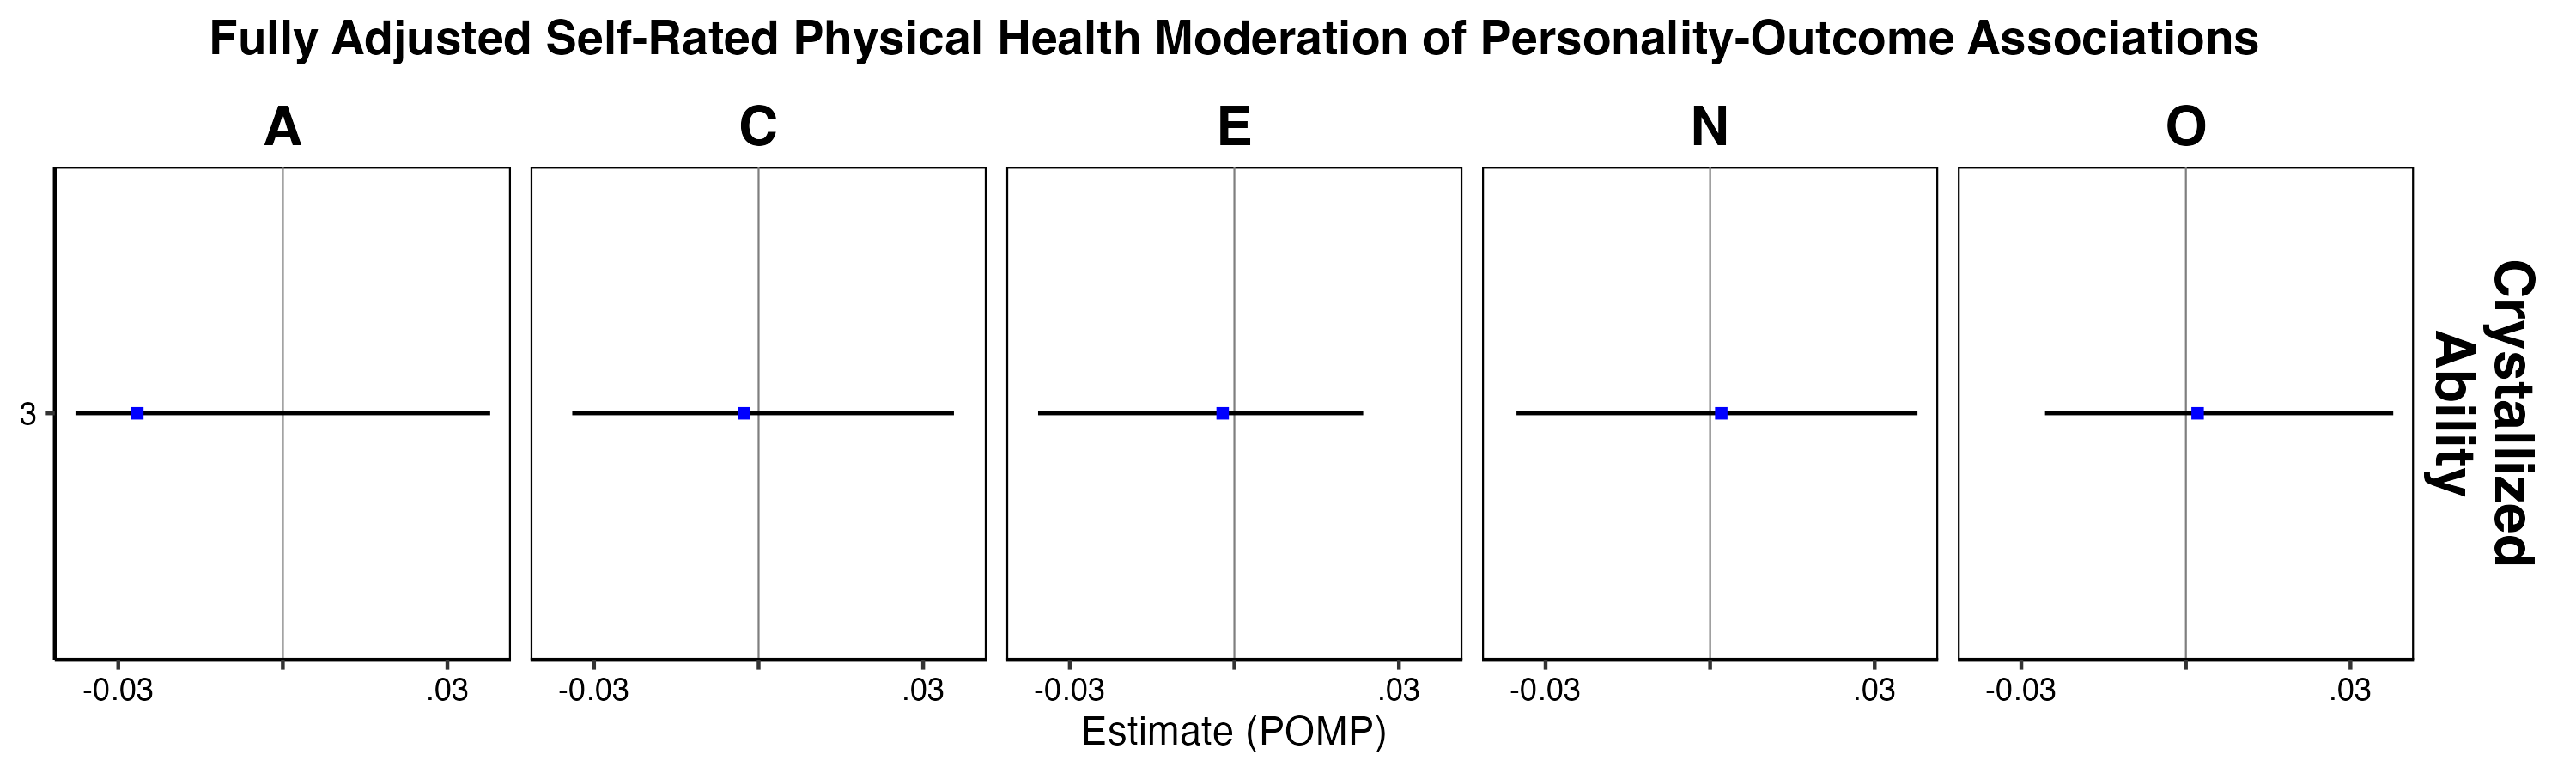 Fully Adjusted Self-Rated Physical Health Moderation of Personality-Outcome Associations
A
C
E
N
O
3
Crystallized
Ability
-0.03
.03
-0.03
.03
-0.03
.03
-0.03
.03
-0.03
.03
Estimate (POMP)